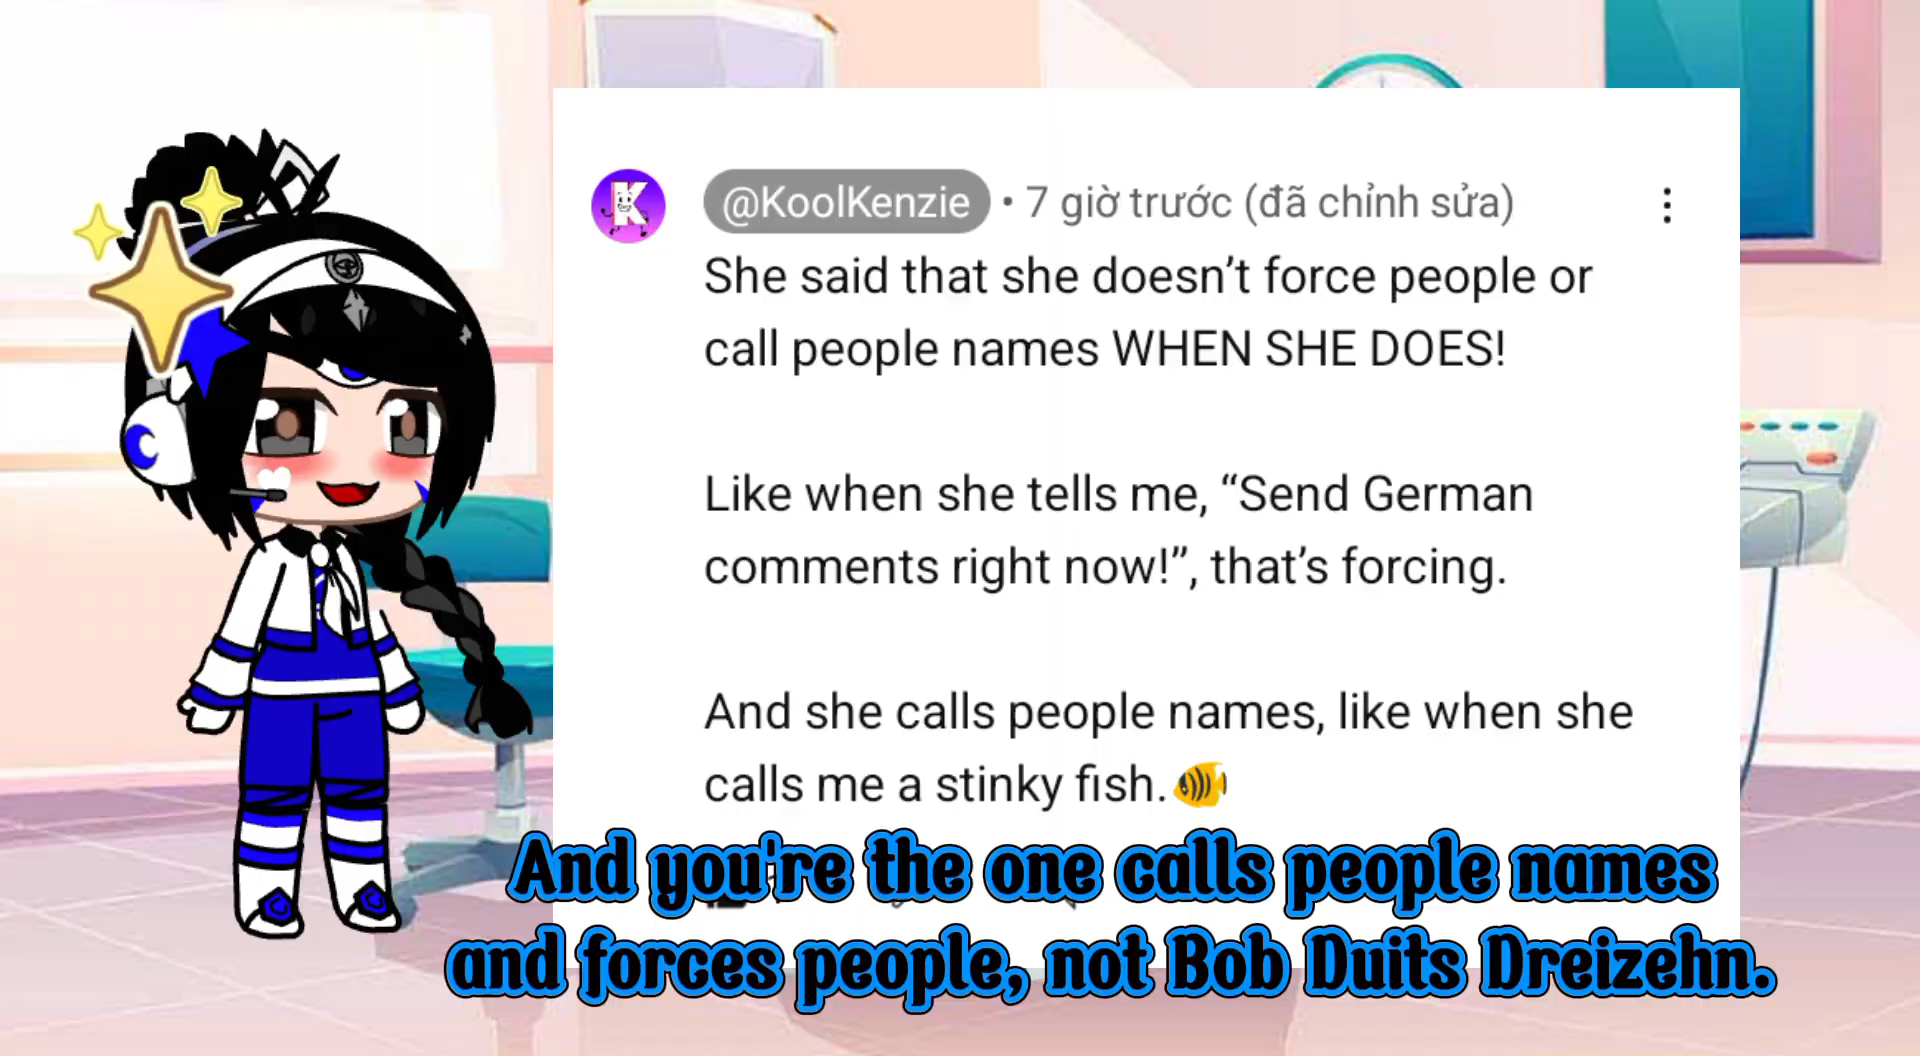 @KoolKenzie • 7 giờ trước (đã chỉnh sửa)
She said that she doesn’t force people or
call people names WHEN SHE DOES!
Like when she tells me, “Send German
comments right now!”, that’s forcing.
And she calls people names, like when she
calls me a stinky fish.🐠
And you're the one calls people names
and forces people, not Bob Duits Dreizehn.